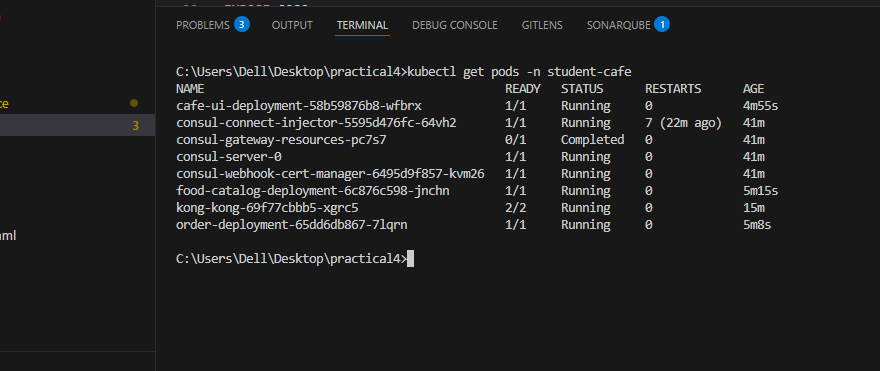 PROBLEMS 3 OUTPUT TERMINAL DEBUG CONSOLE GITLENS SONARQUBE 1
C:\Users\Dell\Desktop\practical4>kubectl get pods -n student-cafe
NAME READY STATUS RESTARTS AGE
cafe-ui-deployment-58b59876b8-wfbrx 1/1 Running 0 4m55s
consul-connect-injector-5595d476fc-64vh2 1/1 Running 7 (22m ago) 41m
consul-gateway-resources-pc7s7 0/1 Completed 0 41m
consul-server-0 1/1 Running 0 41m
consul-webhook-cert-manager-6495d9f857-kvm26 1/1 Running 0 41m
food-catalog-deployment-6c876c598-jnchn 1/1 Running 0 5m15s
kong-kong-69f77cbbb5-xgrc5 2/2 Running 0 15m
order-deployment-65dd6db867-7lqrn 1/1 Running 0 5m8s
C:\Users\Dell\Desktop\practical4>
ce
3
aml